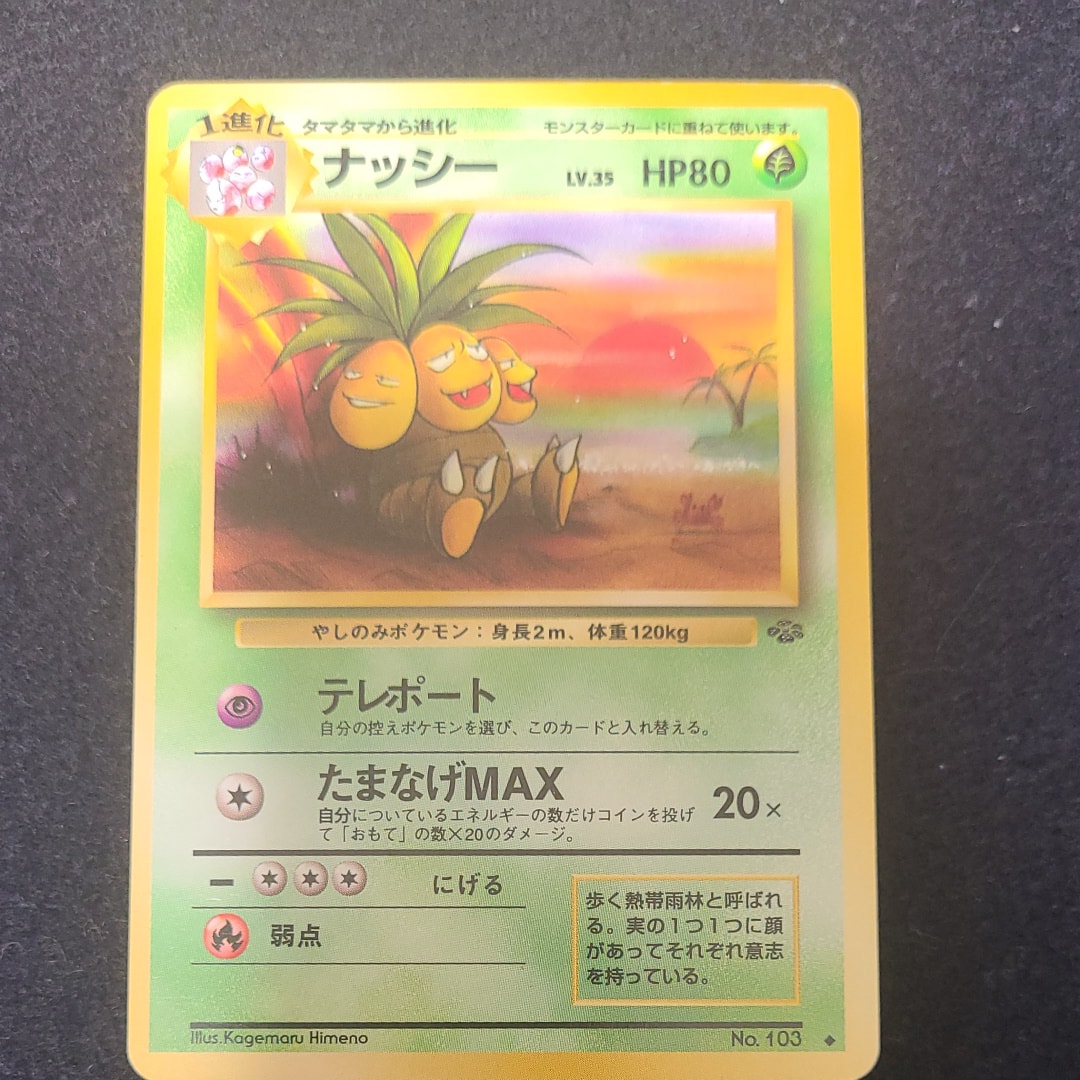 1進化 タマタマから進化 モンスターカードに重ねて使います。
ナッシー LV.35 HP80
やしのみポケモン：身長2m、体重120kg
テレポート
自分の控えポケモンを選び、このカードと入れ替える。
たまなげMAX 20×
自分についているエネルギーの数だけコインを投げ
て「おもて」の数×20のダメージ。
ー にげる
弱点
歩く熱帯雨林と呼ばれ
る。実の1つ1つに顔
があってそれぞれ意志
を持っている。
Illus.Kagemaru Himeno No. 103